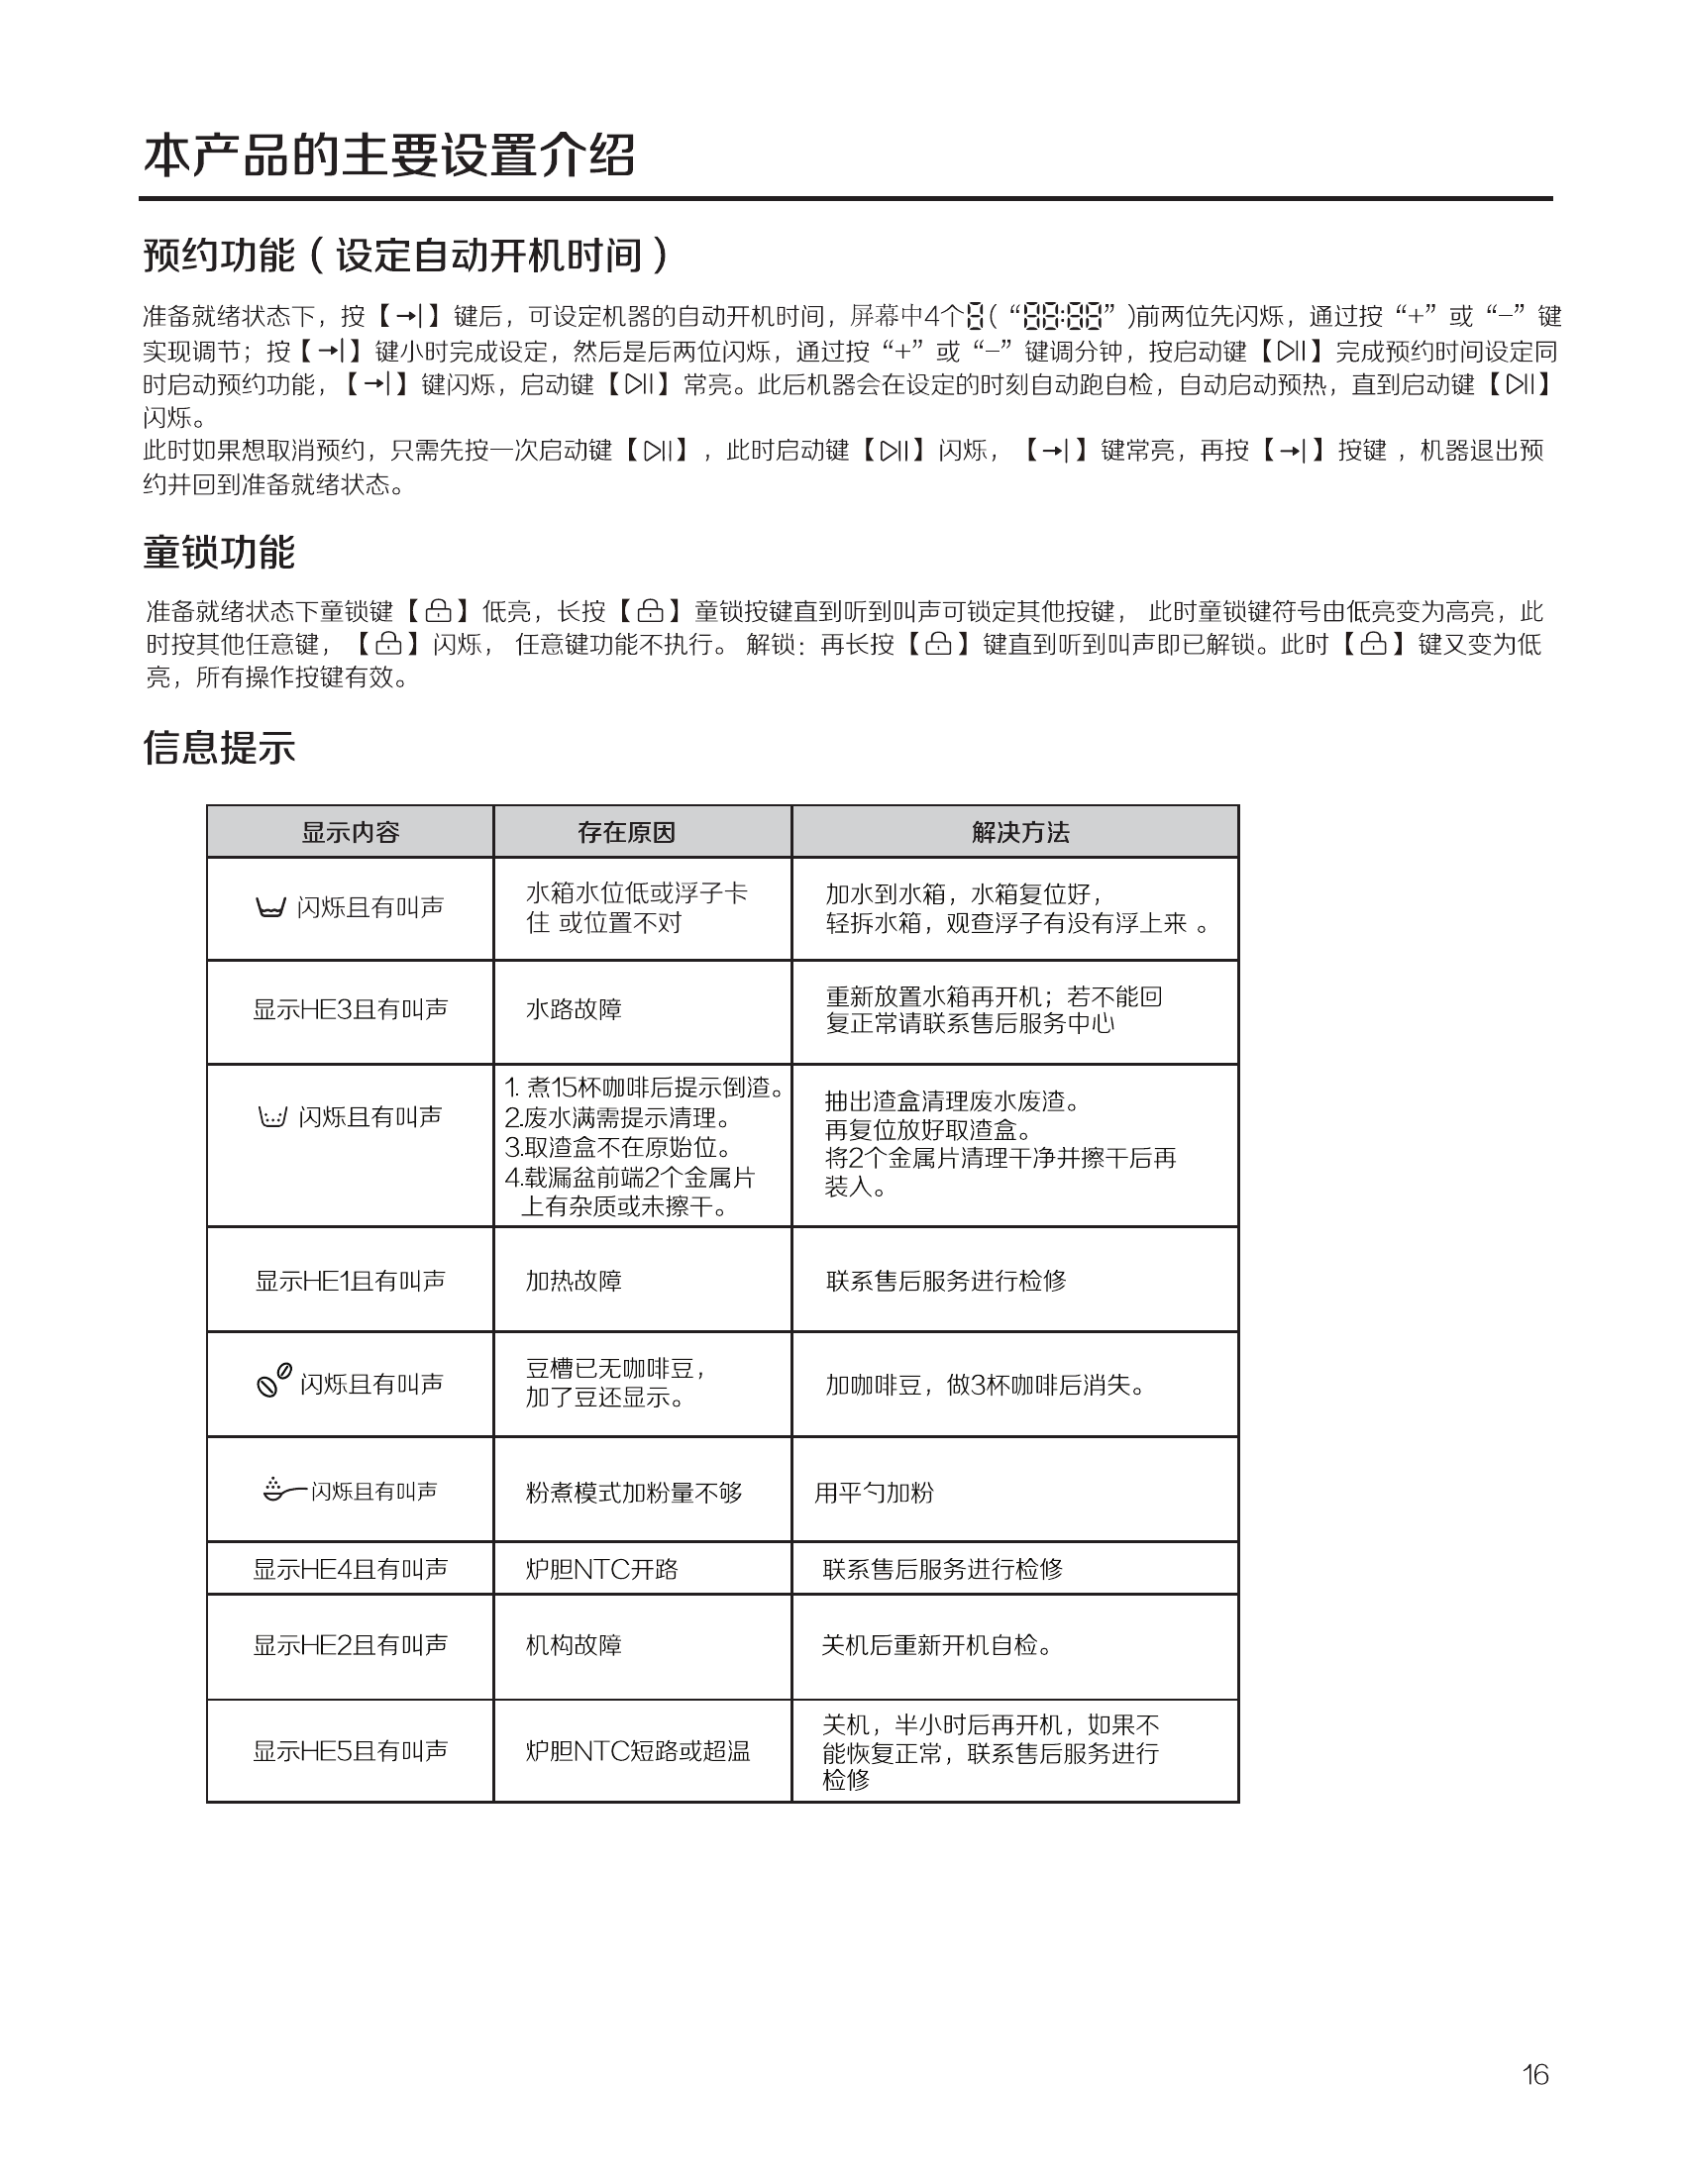 本产品的主要设置介绍
预约功能（设定自动开机时间）
准备就绪状态下，按【→|】键后，可设定机器的自动开机时间，屏幕中4个8(“88:88”)前两位先闪烁，通过按“+”或“–”键
实现调节；按【→|】键小时完成设定，然后是后两位闪烁，通过按“+”或“–”键调分钟，按启动键【▷||】完成预约时间设定同
时启动预约功能，【→|】键闪烁，启动键【▷||】常亮。此后机器会在设定的时刻自动跑自检，自动启动预热，直到启动键【▷||】
闪烁。
此时如果想取消预约，只需先按一次启动键【▷||】，此时启动键【▷||】闪烁，【→|】键常亮，再按【→|】按键，机器退出预
约并回到准备就绪状态。
童锁功能
准备就绪状态下童锁键【🔒】低亮，长按【🔒】童锁按键直到听到叫声可锁定其他按键， 此时童锁键符号由低亮变为高亮，此
时按其他任意键，【🔒】闪烁， 任意键功能不执行。 解锁：再长按【🔒】键直到听到叫声即已解锁。此时【🔒】键又变为低
亮，所有操作按键有效。
信息提示
显示内容 存在原因 解决方法
闪烁且有叫声
水箱水位低或浮子卡
住 或位置不对
加水到水箱，水箱复位好，
轻拆水箱，观查浮子有没有浮上来 。
显示HE3且有叫声
水路故障
重新放置水箱再开机；若不能回
复正常请联系售后服务中心
闪烁且有叫声
1. 煮15杯咖啡后提示倒渣。
2.废水满需提示清理。
3.取渣盒不在原始位。
4.载漏盆前端2个金属片
上有杂质或未擦干。
抽出渣盒清理废水废渣。
再复位放好取渣盒。
将2个金属片清理干净并擦干后再
装入。
显示HE1且有叫声
加热故障
联系售后服务进行检修
闪烁且有叫声
豆槽已无咖啡豆，
加了豆还显示。
加咖啡豆，做3杯咖啡后消失。
闪烁且有叫声
粉煮模式加粉量不够
用平勺加粉
显示HE4且有叫声
炉胆NTC开路
联系售后服务进行检修
显示HE2且有叫声
机构故障
关机后重新开机自检。
显示HE5且有叫声
炉胆NTC短路或超温
关机，半小时后再开机，如果不
能恢复正常，联系售后服务进行
检修
16